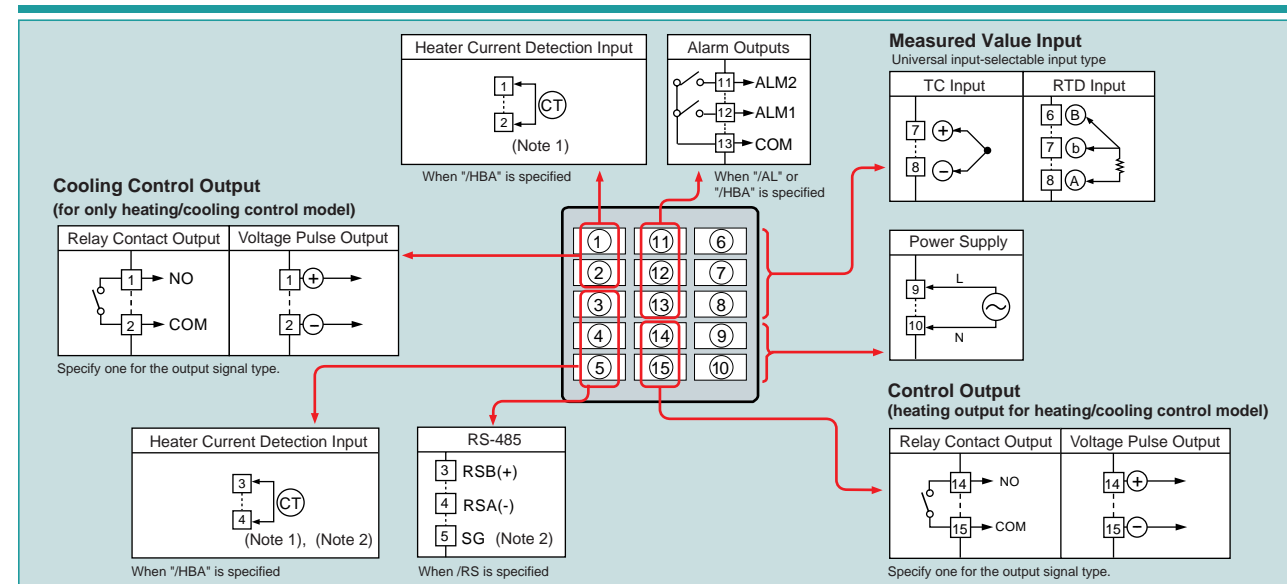 Heater Current Detection Input
1
CT
2
(Note 1)
When "/HBA" is specified
Alarm Outputs
11 ALM2
12 ALM1
13 COM
When "/AL" or
"/HBA" is specified
Measured Value Input
Universal input-selectable input type
TC Input
7 +
8 −
RTD Input
6 B
7 b
8 A
Cooling Control Output
(for only heating/cooling control model)
Relay Contact Output
1 NO
2 COM
Voltage Pulse Output
1 +
2 −
Specify one for the output signal type.
1 11 6
2 12 7
3 13 8
4 14 9
5 15 10
Power Supply
9 L
10 N
Heater Current Detection Input
3
CT
4
(Note 1), (Note 2)
When "/HBA" is specified
RS-485
3 RSB(+)
4 RSA(-)
5 SG (Note 2)
When /RS is specified
Control Output
(heating output for heating/cooling control model)
Relay Contact Output
14 NO
15 COM
Voltage Pulse Output
14 +
15 −
Specify one for the output signal type.